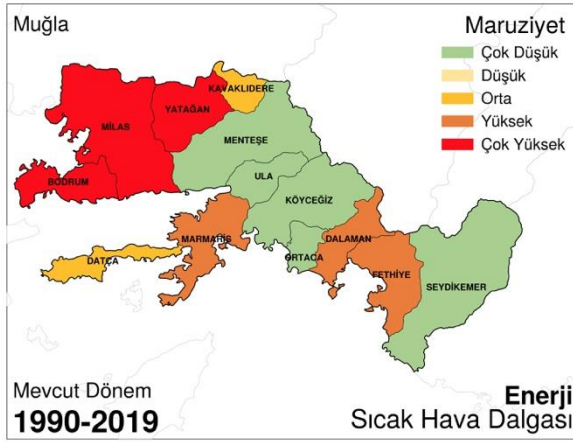 Muğla
Maruziyet
Çok Düşük
Düşük
Orta
Yüksek
Çok Yüksek
KAVAKLIDERE
YATAĞAN
MİLAS
MENTEŞE
BODRUM
ULA
KÖYCEĞİZ
MARMARİS
DALAMAN
ORTACA
DATÇA
FETHİYE
SEYDİKEMER
Mevcut Dönem
1990-2019
Enerji
Sıcak Hava Dalgası